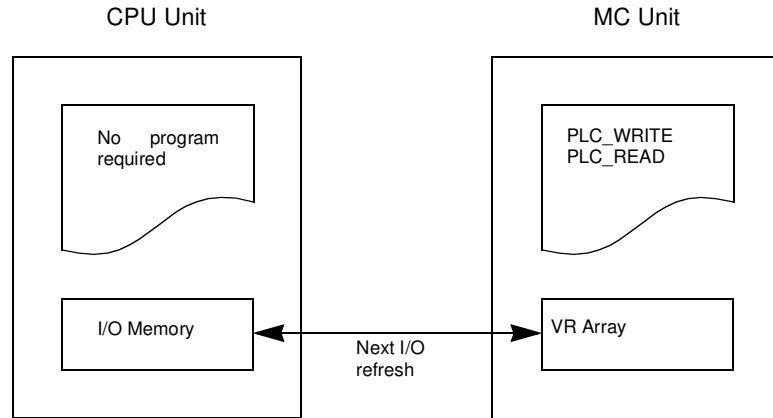 CPU Unit
MC Unit
No program
required
PLC_WRITE
PLC_READ
I/O Memory
Next I/O
refresh
VR Array